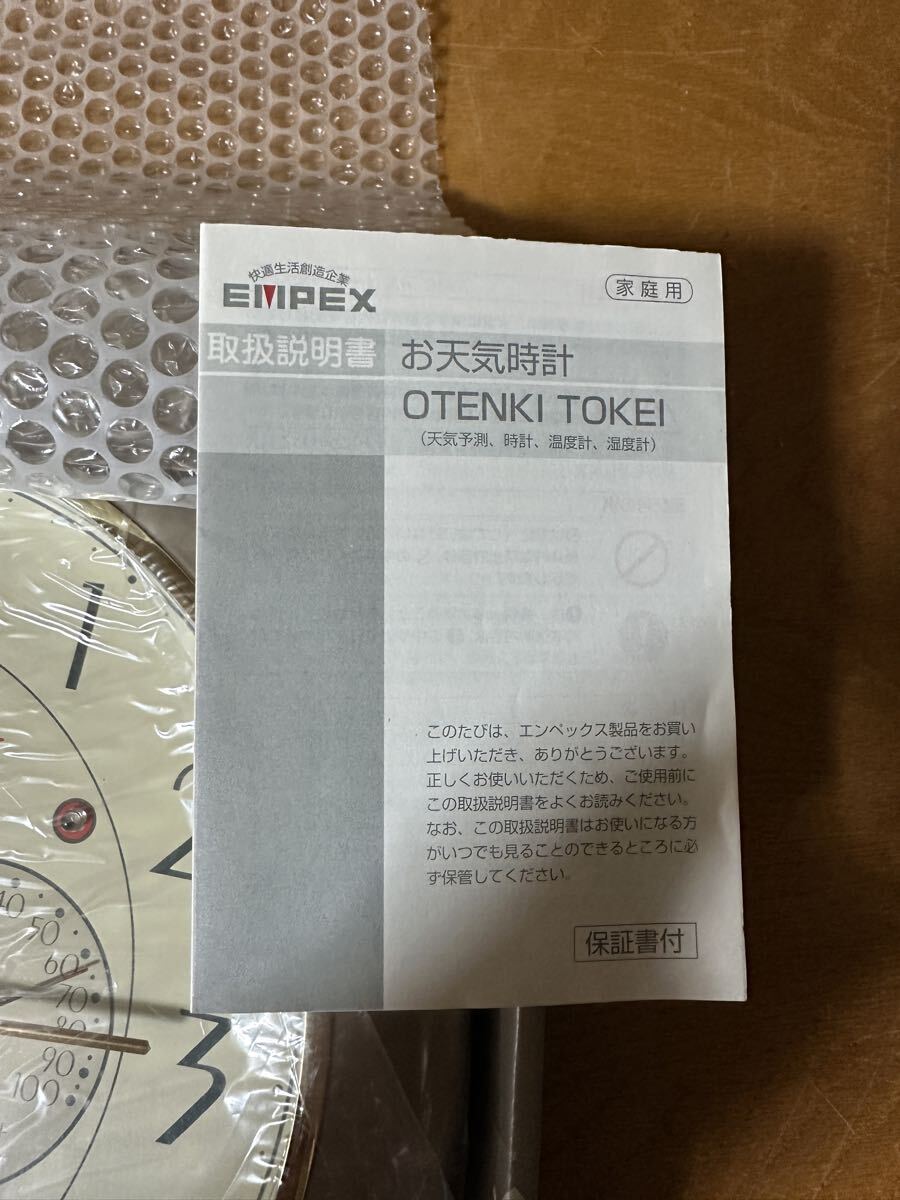 快適生活創造企業
EMPEX
家庭用
取扱説明書
お天気時計
OTENKI TOKEI
(天気予測、時計、温度計、湿度計)
このたびは、エンペックス製品をお買い
上げいただき、ありがとうございます。
正しくお使いいただくため、ご使用前に
この取扱説明書をよくお読みください。
なお、この取扱説明書はお使いになる方
がいつでも見ることのできるところに必
ず保管してください。
保証書付
1
2
3
40
50
60
70
80
90
100